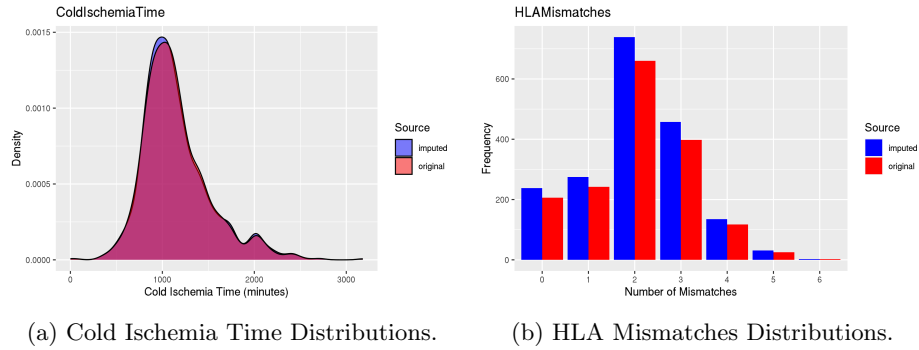 ColdIschemiaTime
0.0015
0.0010
0.0005
0.0000
Density
0
1000
2000
3000
Cold Ischemia Time (minutes)
Source
imputed
original
(a) Cold Ischemia Time Distributions.
HLAMismatches
600
400
200
0
Frequency
0
1
2
3
4
5
6
Number of Mismatches
Source
imputed
original
(b) HLA Mismatches Distributions.